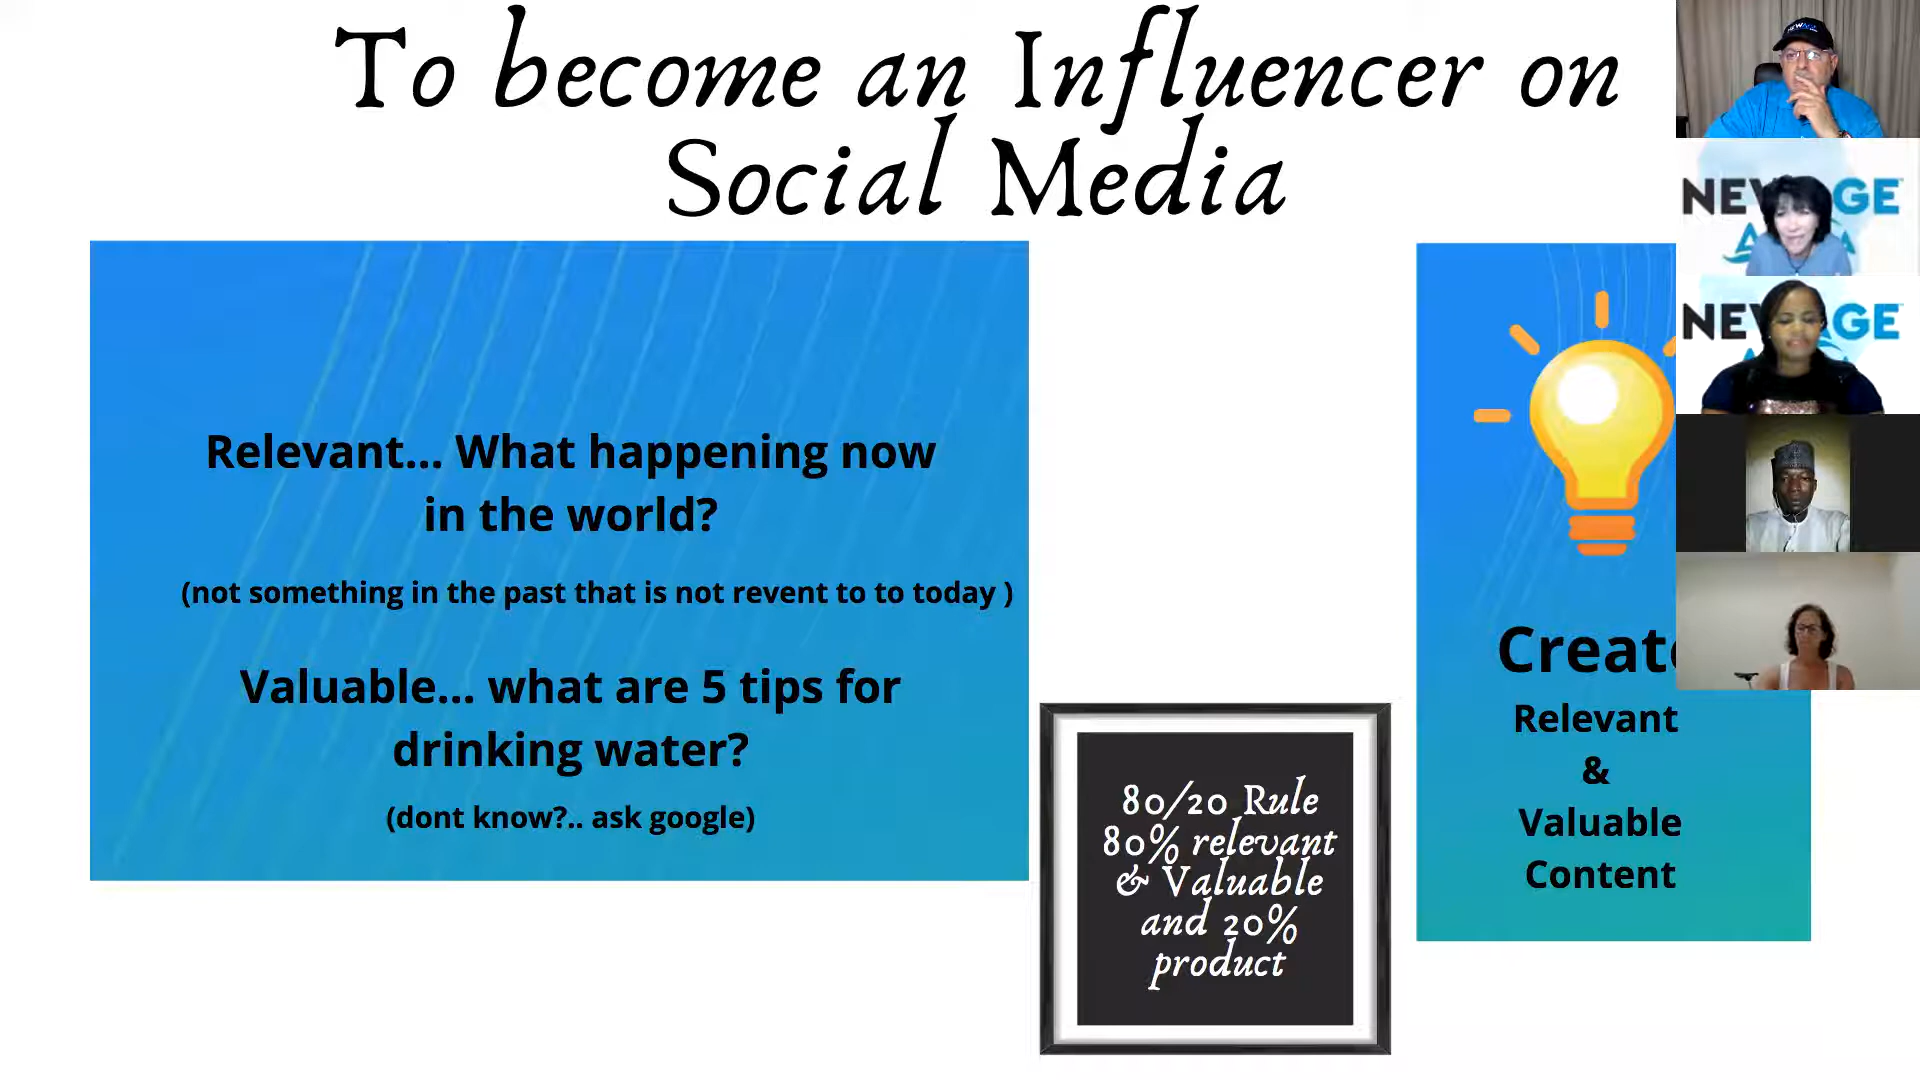 To become an Influencer on
Social Media
Relevant... What happening now
in the world?
(not something in the past that is not revent to to today )
Valuable... what are 5 tips for
drinking water?
(dont know?.. ask google)
80/20 Rule
80% relevant
& Valuable
and 20%
product
Create
Relevant
&
Valuable
Content